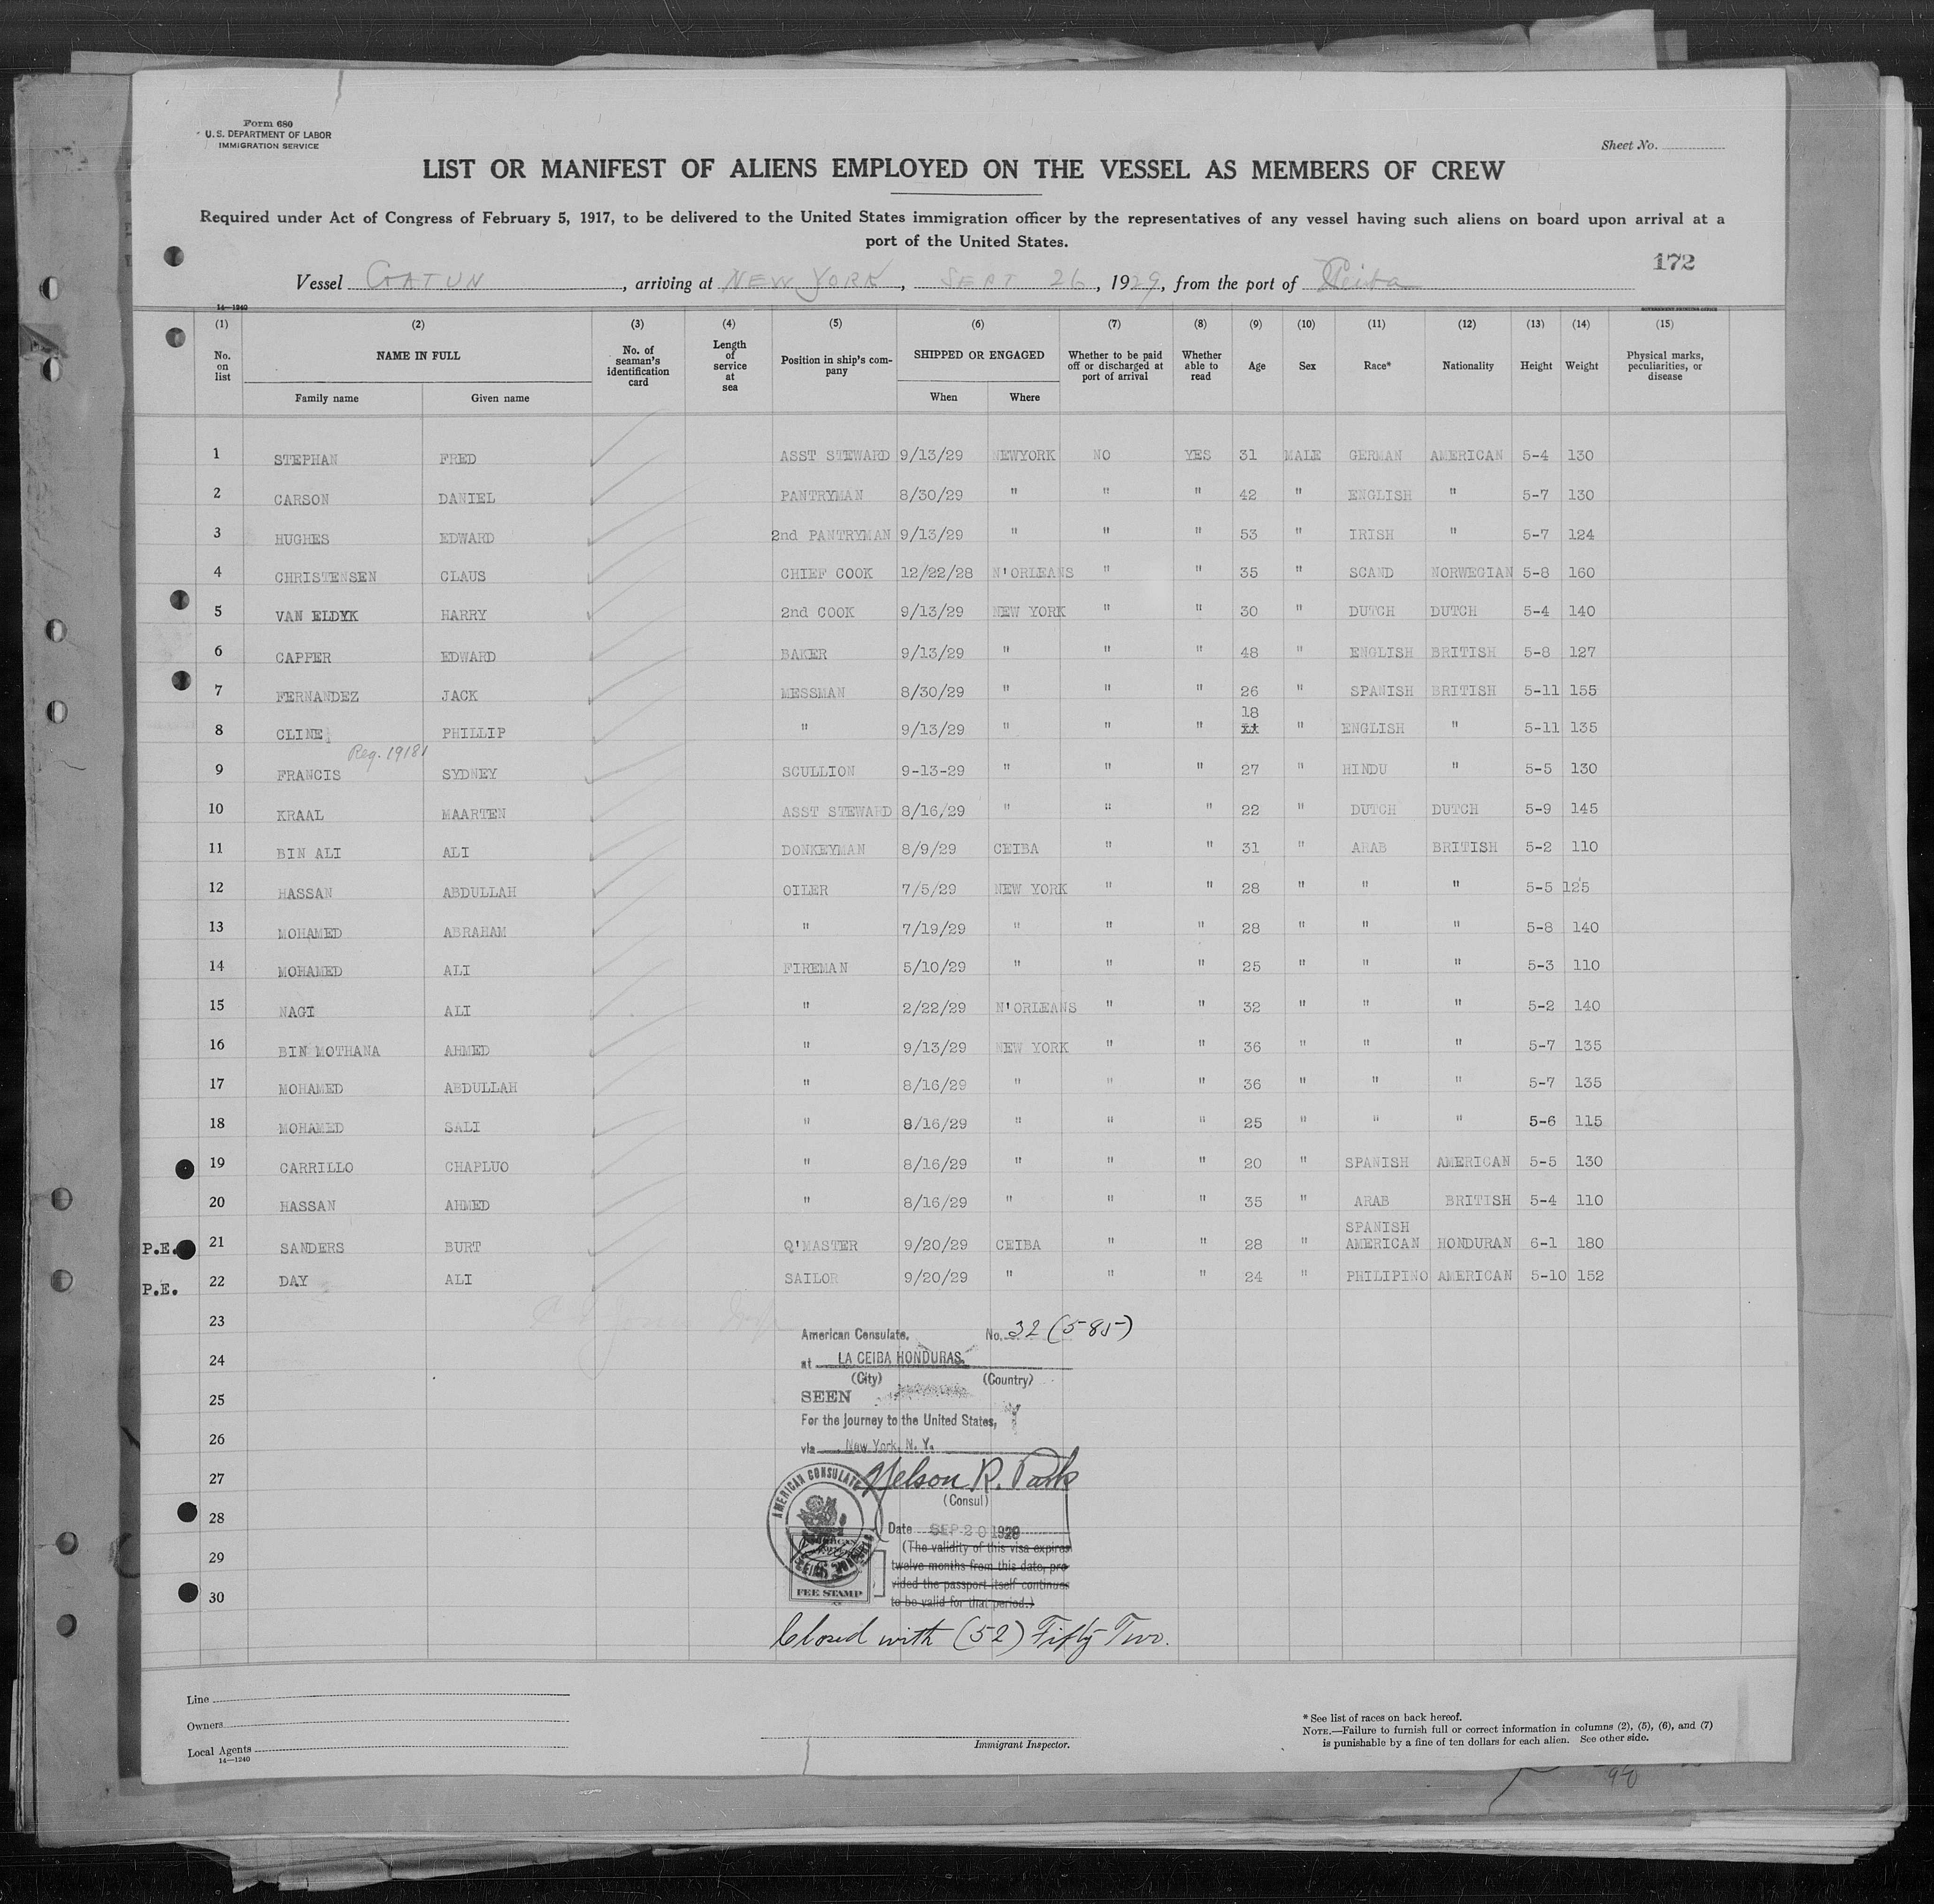 Form 680
U. S. DEPARTMENT OF LABOR
IMMIGRATION SERVICE
Sheet No.
LIST OR MANIFEST OF ALIENS EMPLOYED ON THE VESSEL AS MEMBERS OF CREW
Required under Act of Congress of February 5, 1917, to be delivered to the United States immigration officer by the representatives of any vessel having such aliens on board upon arrival at a
port of the United States.
172
Vessel GATUN, arriving at NEW YORK, SEPT 26, 1929, from the port of Ceiba
14—1240
GOVERNMENT PRINTING OFFICE
(1) (2) (3) (4) (5) (6) (7) (8) (9) (10) (11) (12) (13) (14) (15)
No. on list
NAME IN FULL
Family name
Given name
No. of seaman's identification card
Length of service at sea
Position in ship's company
SHIPPED OR ENGAGED
When
Where
Whether to be paid off or discharged at port of arrival
Whether able to read
Age
Sex
Race*
Nationality
Height
Weight
Physical marks, peculiarities, or disease
1 STEPHAN FRED ASST STEWARD 9/13/29 NEWYORK NO YES 31 MALE GERMAN AMERICAN 5-4 130
2 CARSON DANIEL PANTRYMAN 8/30/29 " " " 42 " ENGLISH " 5-7 130
3 HUGHES EDWARD 2nd PANTRYMAN 9/13/29 " " " 53 " IRISH " 5-7 124
4 CHRISTENSEN CLAUS CHIEF COOK 12/22/28 N'ORLEANS " " 35 " SCAND NORWEGIAN 5-8 160
5 VAN ELDYK HARRY 2nd COOK 9/13/29 NEW YORK " " 30 " DUTCH DUTCH 5-4 140
6 CAPPER EDWARD BAKER 9/13/29 " " " 48 " ENGLISH BRITISH 5-8 127
7 FERNANDEZ JACK MESSMAN 8/30/29 " " " 26 " SPANISH BRITISH 5-11 155
8 CLINE PHILLIP " 9/13/29 " " " 18 " ENGLISH " 5-11 135
Reg. 19181
9 FRANCIS SYDNEY SCULLION 9-13-29 " " " 27 " HINDU " 5-5 130
10 KRAAL MAARTEN ASST STEWARD 8/16/29 " " " 22 " DUTCH DUTCH 5-9 145
11 BIN ALI ALI DONKEYMAN 8/9/29 CEIBA " " 31 " ARAB BRITISH 5-2 110
12 HASSAN ABDULLAH OILER 7/5/29 NEW YORK " " 28 " " " 5-5 125
13 MOHAMED ABRAHAM " 7/19/29 " " " 28 " " " 5-8 140
14 MOHAMED ALI FIREMAN 5/10/29 " " " 25 " " " 5-3 110
15 NAGI ALI " 2/22/29 N'ORLEANS " " 32 " " " 5-2 140
16 BIN MOTHANA AHMED " 9/13/29 NEW YORK " " 36 " " " 5-7 135
17 MOHAMED ABDULLAH " 8/16/29 " " " 36 " " " 5-7 135
18 MOHAMED SALI " 8/16/29 " " " 25 " " " 5-6 115
19 CARRILLO CHAPLUO " 8/16/29 " " " 20 " SPANISH AMERICAN 5-5 130
20 HASSAN AHMED " 8/16/29 " " " 35 " ARAB BRITISH 5-4 110
P.E. 21 SANDERS BURT Q'MASTER 9/20/29 CEIBA " " 28 " SPANISH AMERICAN HONDURAN 6-1 180
P.E. 22 DAY ALI SAILOR 9/20/29 " " " 24 " PHILIPINO AMERICAN 5-10 152
23
24
25
26
27
28
29
30
American Consulate, No. 32 (585)
at LA CEIBA HONDURAS
(City) (Country)
SEEN
For the journey to the United States,
via New York, N. Y.
Nelson R. Park
(Consul)
AMERICAN CONSULATE
FEE STAMP
Date SEP 20 1929
(The validity of this visa expires
twelve months from this date, pro
vided the passport itself continues
to be valid for that period.)
Closed with (52) Fifty Two.
Line
Owners
Local Agents
14—1240
Immigrant Inspector.
* See list of races on back hereof.
NOTE.—Failure to furnish full or correct information in columns (2), (5), (6), and (7)
is punishable by a fine of ten dollars for each alien. See other side.